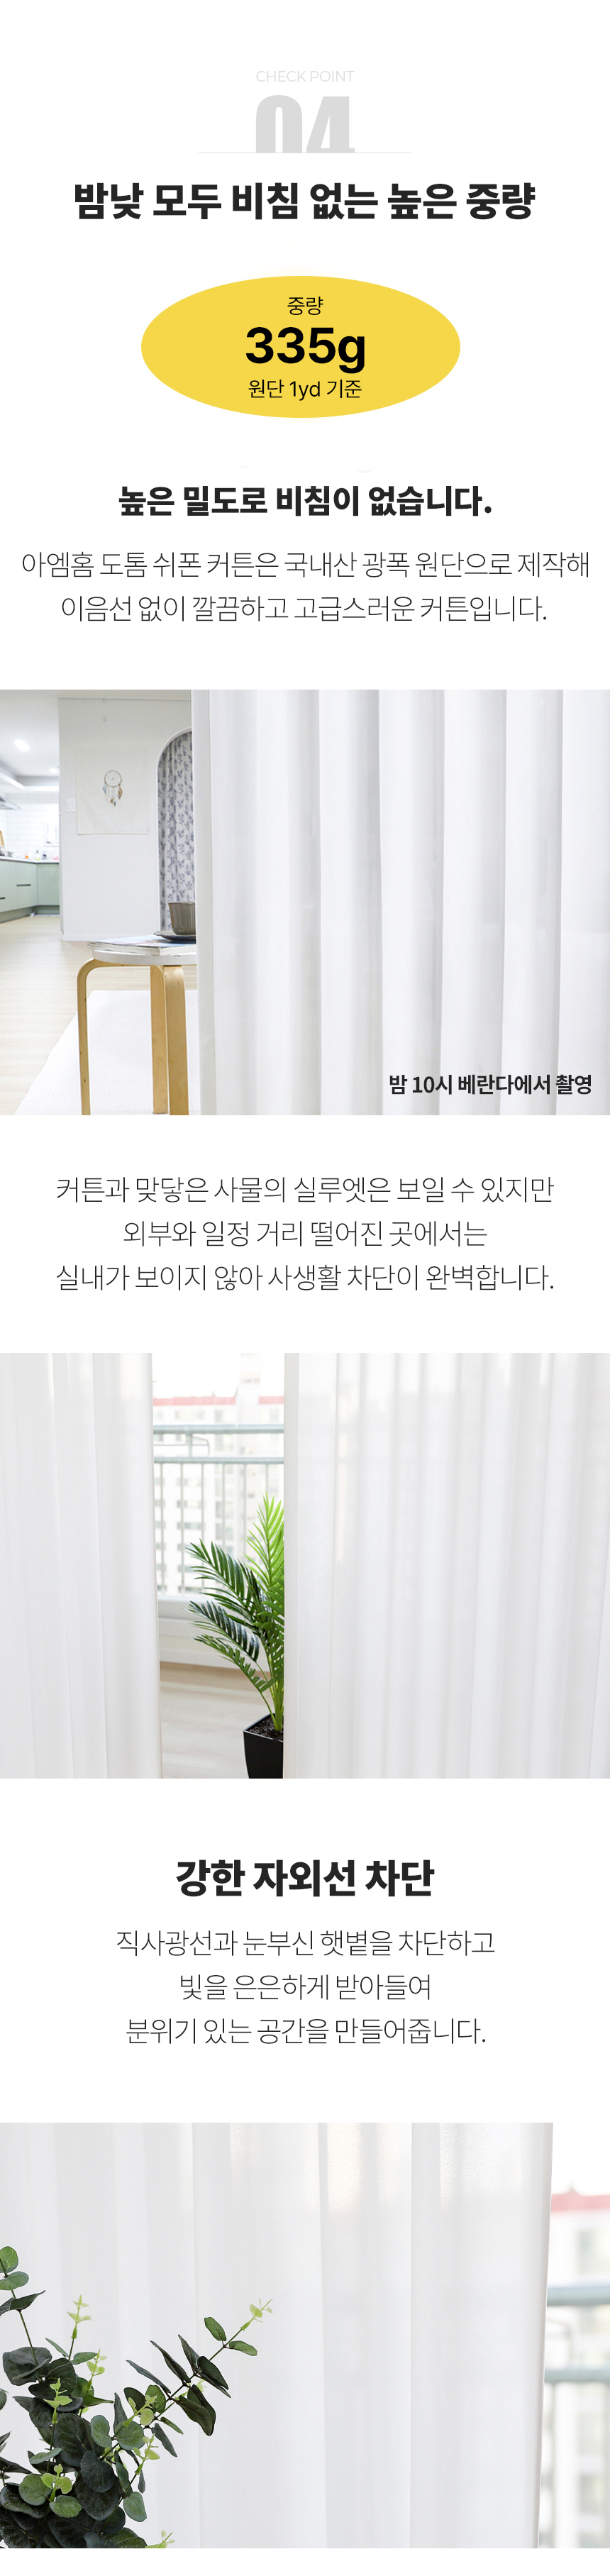 CHECK POINT
04
밤낮 모두 비침 없는 높은 중량
중량
335g
원단 1yd 기준
높은 밀도로 비침이 없습니다.
아엠홈 도톰 쉬폰 커튼은 국내산 광폭 원단으로 제작해
이음선 없이 깔끔하고 고급스러운 커튼입니다.
밤 10시 베란다에서 촬영
커튼과 맞닿은 사물의 실루엣은 보일 수 있지만
외부와 일정 거리 떨어진 곳에서는
실내가 보이지 않아 사생활 차단이 완벽합니다.
강한 자외선 차단
직사광선과 눈부신 햇볕을 차단하고
빛을 은은하게 받아들여
분위기 있는 공간을 만들어줍니다.